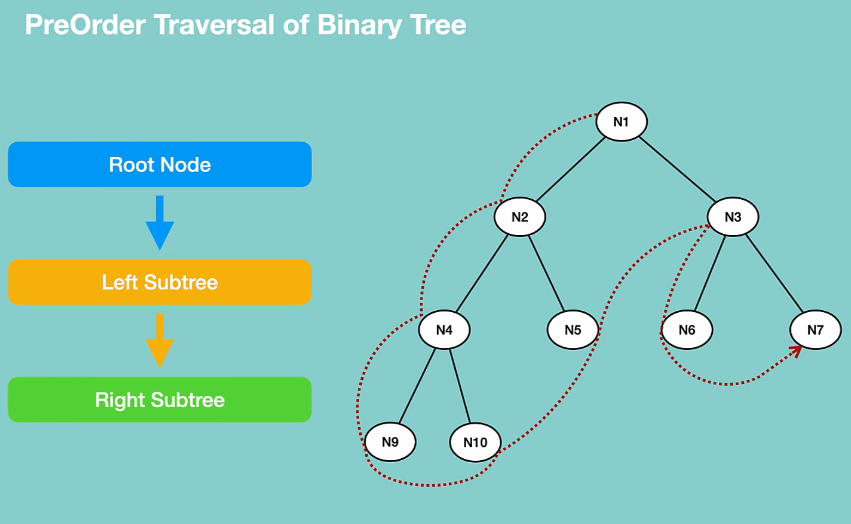 PreOrder Traversal of Binary Tree
Root Node
Left Subtree
Right Subtree
N1
N2
N3
N4
N5
N6
N7
N9
N10